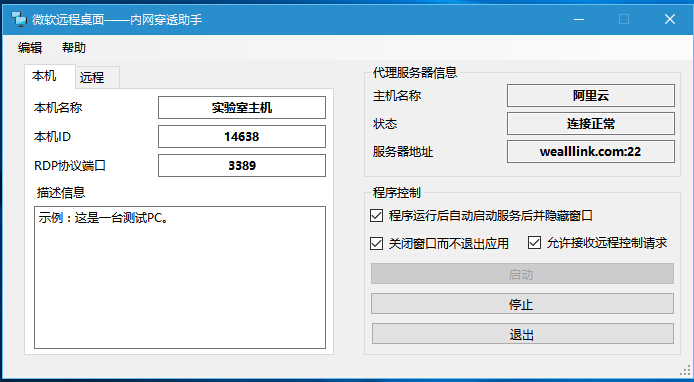 微软远程桌面——内网穿透助手
编辑 帮助
本机 远程
本机名称 实验室主机
本机ID 14638
RDP协议端口 3389
描述信息
示例：这是一台测试PC。
代理服务器信息
主机名称 阿里云
状态 连接正常
服务器地址 wealllink.com:22
程序控制
程序运行后自动启动服务后并隐藏窗口
关闭窗口而不退出应用 允许接收远程控制请求
启动
停止
退出